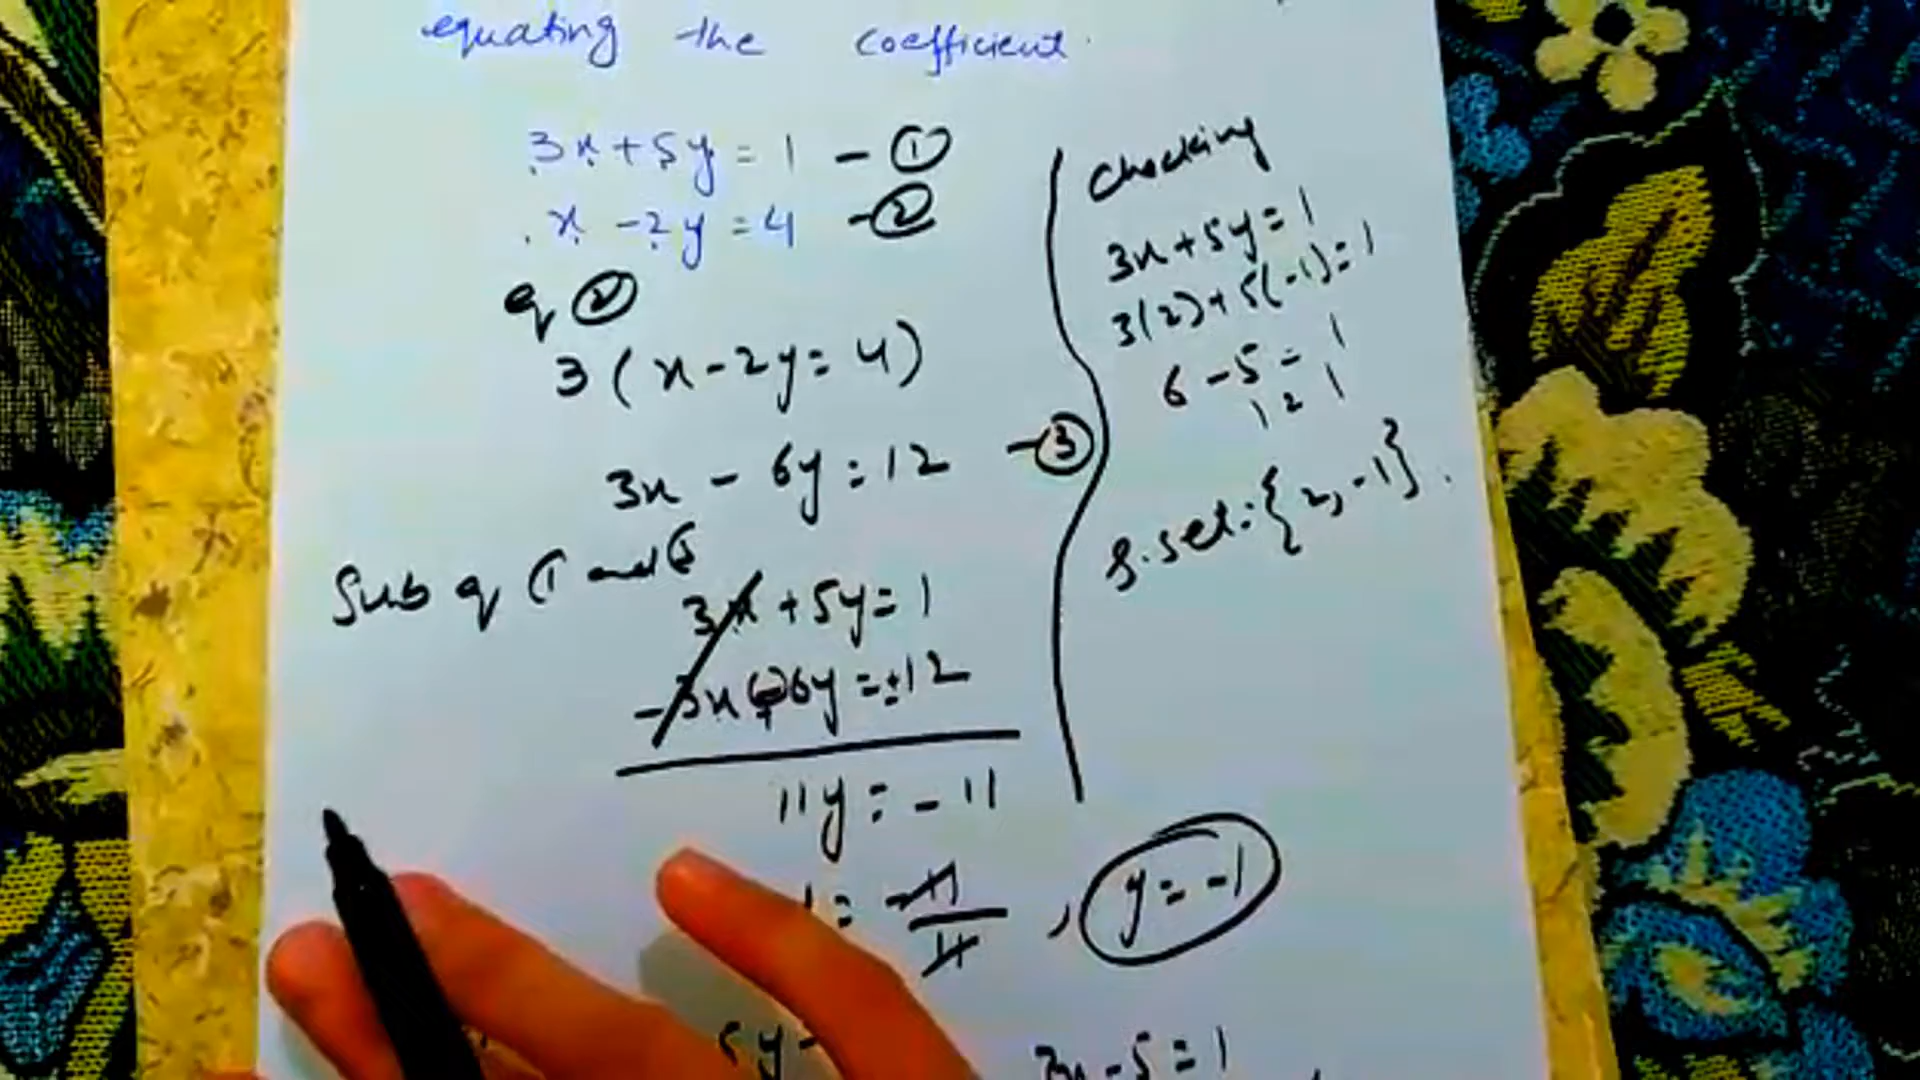 equating the coefficient.
3x + 5y = 1 - ①
x - 2y = 4 - ②
eq ②
3 ( x - 2y = 4 )
3x - 6y = 12 - ③
Sub eq ① and
3x + 5y = 1
-3x (-)+6y = ±12
11y = -11
= -11/11 , y = -1
5y -
3x - 5 = 1
Checking
3x + 5y = 1
3(2) + 5(-1) = 1
6 - 5 = 1
1 = 1
S.set = {2, -1}.